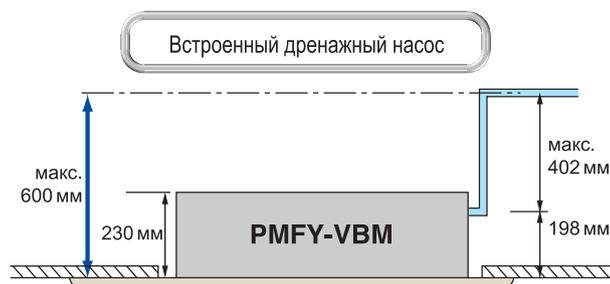 Встроенный дренажный насос
макс.
600 мм
230 мм
PMFY-VBM
макс.
402 мм
198 мм